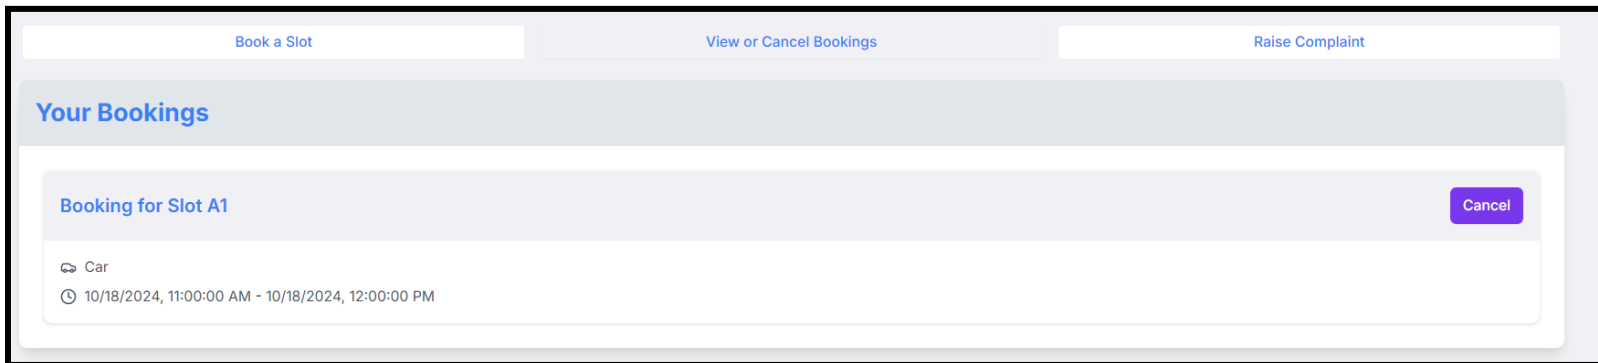 Book a Slot
View or Cancel Bookings
Raise Complaint
Your Bookings
Booking for Slot A1
Cancel
Car
10/18/2024, 11:00:00 AM - 10/18/2024, 12:00:00 PM